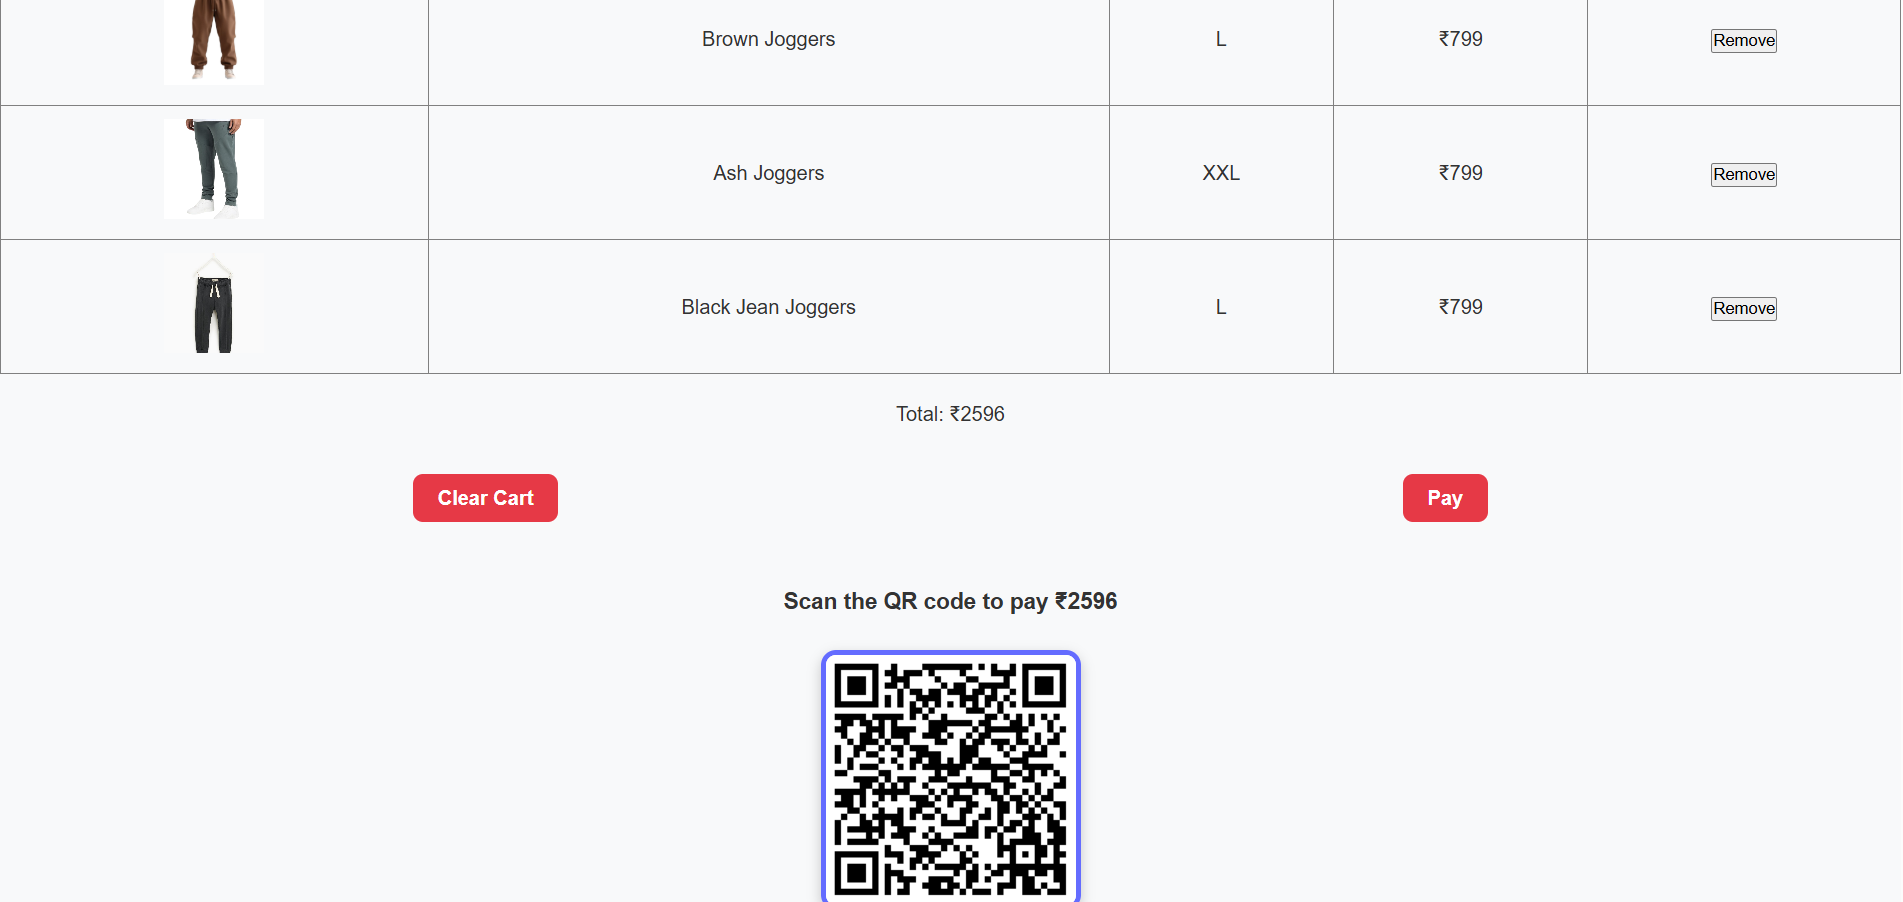 Brown Joggers L ₹799 Remove
Ash Joggers XXL ₹799 Remove
Black Jean Joggers L ₹799 Remove
Total: ₹2596
Clear Cart Pay
Scan the QR code to pay ₹2596